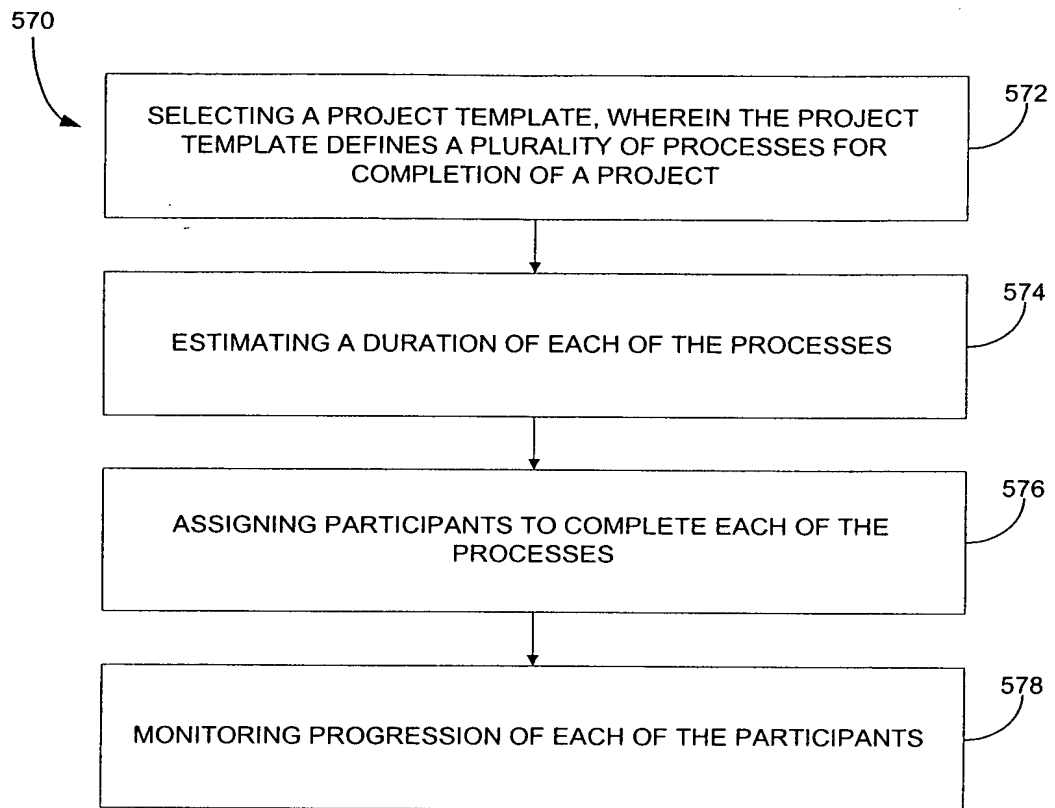 570
SELECTING A PROJECT TEMPLATE, WHEREIN THE PROJECT
TEMPLATE DEFINES A PLURALITY OF PROCESSES FOR
COMPLETION OF A PROJECT
572
ESTIMATING A DURATION OF EACH OF THE PROCESSES
574
ASSIGNING PARTICIPANTS TO COMPLETE EACH OF THE
PROCESSES
576
MONITORING PROGRESSION OF EACH OF THE PARTICIPANTS
578